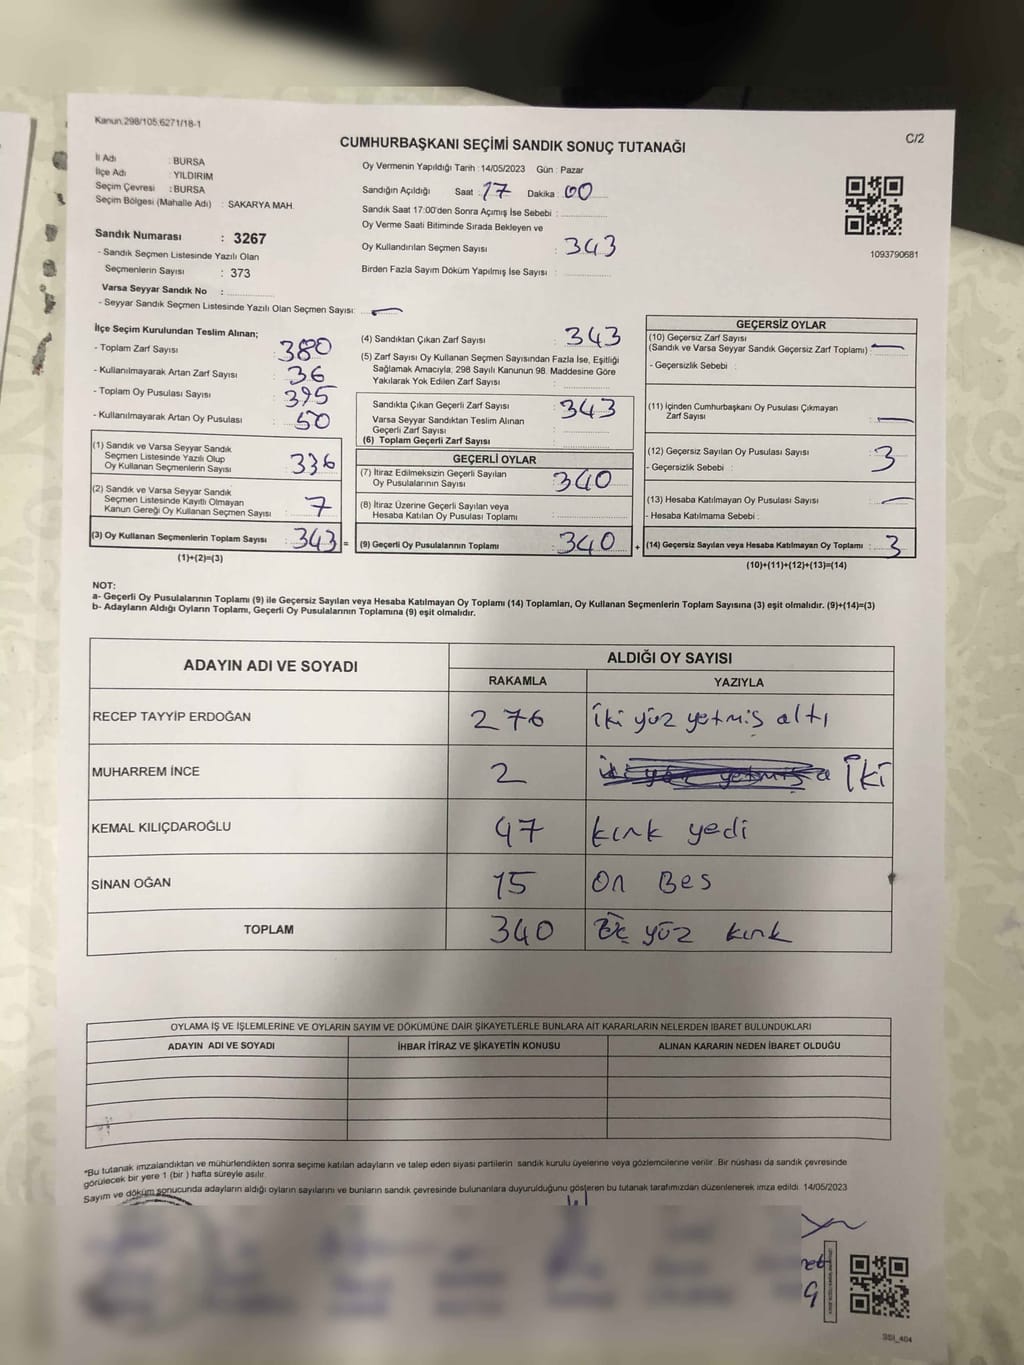 Kanun.298/105.6271/18-1
CUMHURBAŞKANI SEÇİMİ SANDIK SONUÇ TUTANAĞI
C/2
İl Adı : BURSA
İlçe Adı : YILDIRIM
Seçim Çevresi : BURSA
Seçim Bölgesi (Mahalle Adı) : SAKARYA MAH.
Oy Vermenin Yapıldığı Tarih : 14/05/2023 Gün : Pazar
Sandığın Açıldığı Saat : 17 Dakika : 00
Sandık Saat 17:00'den Sonra Açımış İse Sebebi :
Oy Verme Saati Bitiminde Sırada Bekleyen ve
Oy Kullandırılan Seçmen Sayısı : 343
Birden Fazla Sayım Döküm Yapılmış İse Sayısı :
1093790681
Sandık Numarası : 3267
- Sandık Seçmen Listesinde Yazılı Olan
Seçmenlerin Sayısı : 373
Varsa Seyyar Sandık No :
- Seyyar Sandık Seçmen Listesinde Yazılı Olan Seçmen Sayısı: —
İlçe Seçim Kurulundan Teslim Alınan;
- Toplam Zarf Sayısı : 380
- Kullanılmayarak Artan Zarf Sayısı : 36
- Toplam Oy Pusulası Sayısı : 395
- Kullanılmayarak Artan Oy Pusulası : 50
(1) Sandık ve Varsa Seyyar Sandık
Seçmen Listesinde Yazılı Olup
Oy Kullanan Seçmenlerin Sayısı : 336
(2) Sandık ve Varsa Seyyar Sandık
Seçmen Listesinde Kayıtlı Olmayan
Kanun Gereği Oy Kullanan Seçmen Sayısı : 7
(3) Oy Kullanan Seçmenlerin Toplam Sayısı : 343 =
(1)+(2)=(3)
(4) Sandıktan Çıkan Zarf Sayısı : 343
(5) Zarf Sayısı Oy Kullanan Seçmen Sayısından Fazla İse, Eşitliği
Sağlamak Amacıyla, 298 Sayılı Kanunun 98. Maddesine Göre
Yakılarak Yok Edilen Zarf Sayısı :
Sandıkta Çıkan Geçerli Zarf Sayısı : 343
Varsa Seyyar Sandıktan Teslim Alınan
Geçerli Zarf Sayısı :
(6) Toplam Geçerli Zarf Sayısı :
GEÇERLİ OYLAR
(7) İtiraz Edilmeksizin Geçerli Sayılan
Oy Pusulalarının Sayısı : 340
(8) İtiraz Üzerine Geçerli Sayılan veya
Hesaba Katılan Oy Pusulası Toplamı :
(9) Geçerli Oy Pusulalarının Toplamı : 340 +
GEÇERSİZ OYLAR
(10) Geçersiz Zarf Sayısı
(Sandık ve Varsa Seyyar Sandık Geçersiz Zarf Toplamı) : —
- Geçersizlik Sebebi :
(11) İçinden Cumhurbaşkanı Oy Pusulası Çıkmayan
Zarf Sayısı : —
(12) Geçersiz Sayılan Oy Pusulası Sayısı : 3
- Geçersizlik Sebebi :
(13) Hesaba Katılmayan Oy Pusulası Sayısı : —
- Hesaba Katılmama Sebebi :
(14) Geçersiz Sayılan veya Hesaba Katılmayan Oy Toplamı : 3
(10)+(11)+(12)+(13)=(14)
NOT:
a- Geçerli Oy Pusulalarının Toplamı (9) ile Geçersiz Sayılan veya Hesaba Katılmayan Oy Toplamı (14) Toplamları, Oy Kullanan Seçmenlerin Toplam Sayısına (3) eşit olmalıdır. (9)+(14)=(3)
b- Adayların Aldığı Oyların Toplamı, Geçerli Oy Pusulalarının Toplamına (9) eşit olmalıdır.
ADAYIN ADI VE SOYADI
ALDIĞI OY SAYISI
RAKAMLA YAZIYLA
RECEP TAYYİP ERDOĞAN 276 İki yüz yetmiş altı
MUHARREM İNCE 2 İki
KEMAL KILIÇDAROĞLU 47 kırk yedi
SİNAN OĞAN 15 On Bes
TOPLAM 340 Üç yüz kırk
OYLAMA İŞ VE İŞLEMLERİNE VE OYLARIN SAYIM VE DÖKÜMÜNE DAİR ŞİKAYETLERLE BUNLARA AİT KARARLARIN NELERDEN İBARET BULUNDUKLARI
ADAYIN ADI VE SOYADI İHBAR İTİRAZ VE ŞİKAYETİN KONUSU ALINAN KARARIN NEDEN İBARET OLDUĞU
*Bu tutanak imzalandıktan ve mühürlendikten sonra seçime katılan adayların ve talep eden siyasi partilerin sandık kurulu üyelerine veya gözlemcilerine verilir. Bir nüshası da sandık çevresinde
görülecek bir yere 1 (bir) hafta süreyle asılır.
Sayım ve döküm sonucunda adayların aldığı oyların sayılarını ve bunların sandık çevresinde bulunanlara duyurulduğunu gösteren bu tutanak tarafımızdan düzenlenerek imza edildi. 14/05/2023